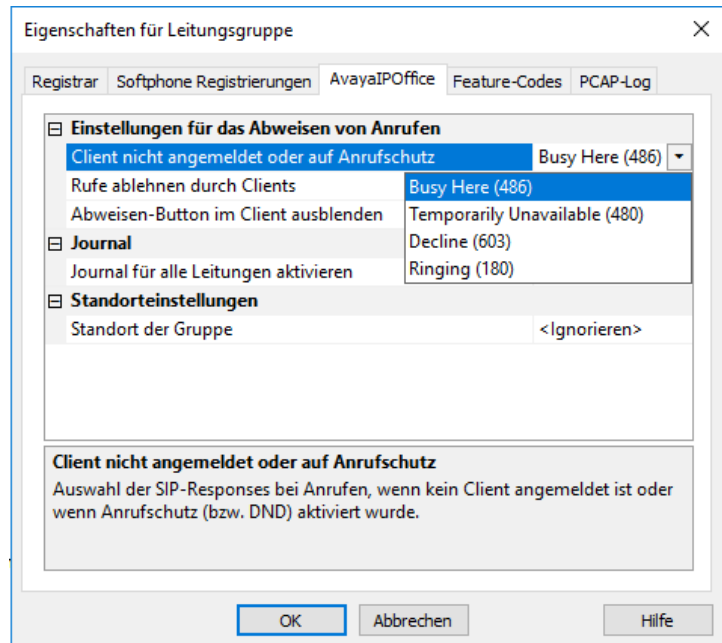 Eigenschaften für Leitungsgruppe
Registrar Softphone Registrierungen AvayaIPOffice Feature-Codes PCAP-Log
Einstellungen für das Abweisen von Anrufen
Client nicht angemeldet oder auf Anrufschutz Busy Here (486)
Rufe ablehnen durch Clients Busy Here (486)
Abweisen-Button im Client ausblenden Temporarily Unavailable (480)
Journal Decline (603)
Journal für alle Leitungen aktivieren Ringing (180)
Standorteinstellungen
Standort der Gruppe <Ignorieren>
Client nicht angemeldet oder auf Anrufschutz
Auswahl der SIP-Responses bei Anrufen, wenn kein Client angemeldet ist oder
wenn Anrufschutz (bzw. DND) aktiviert wurde.
OK Abbrechen Hilfe